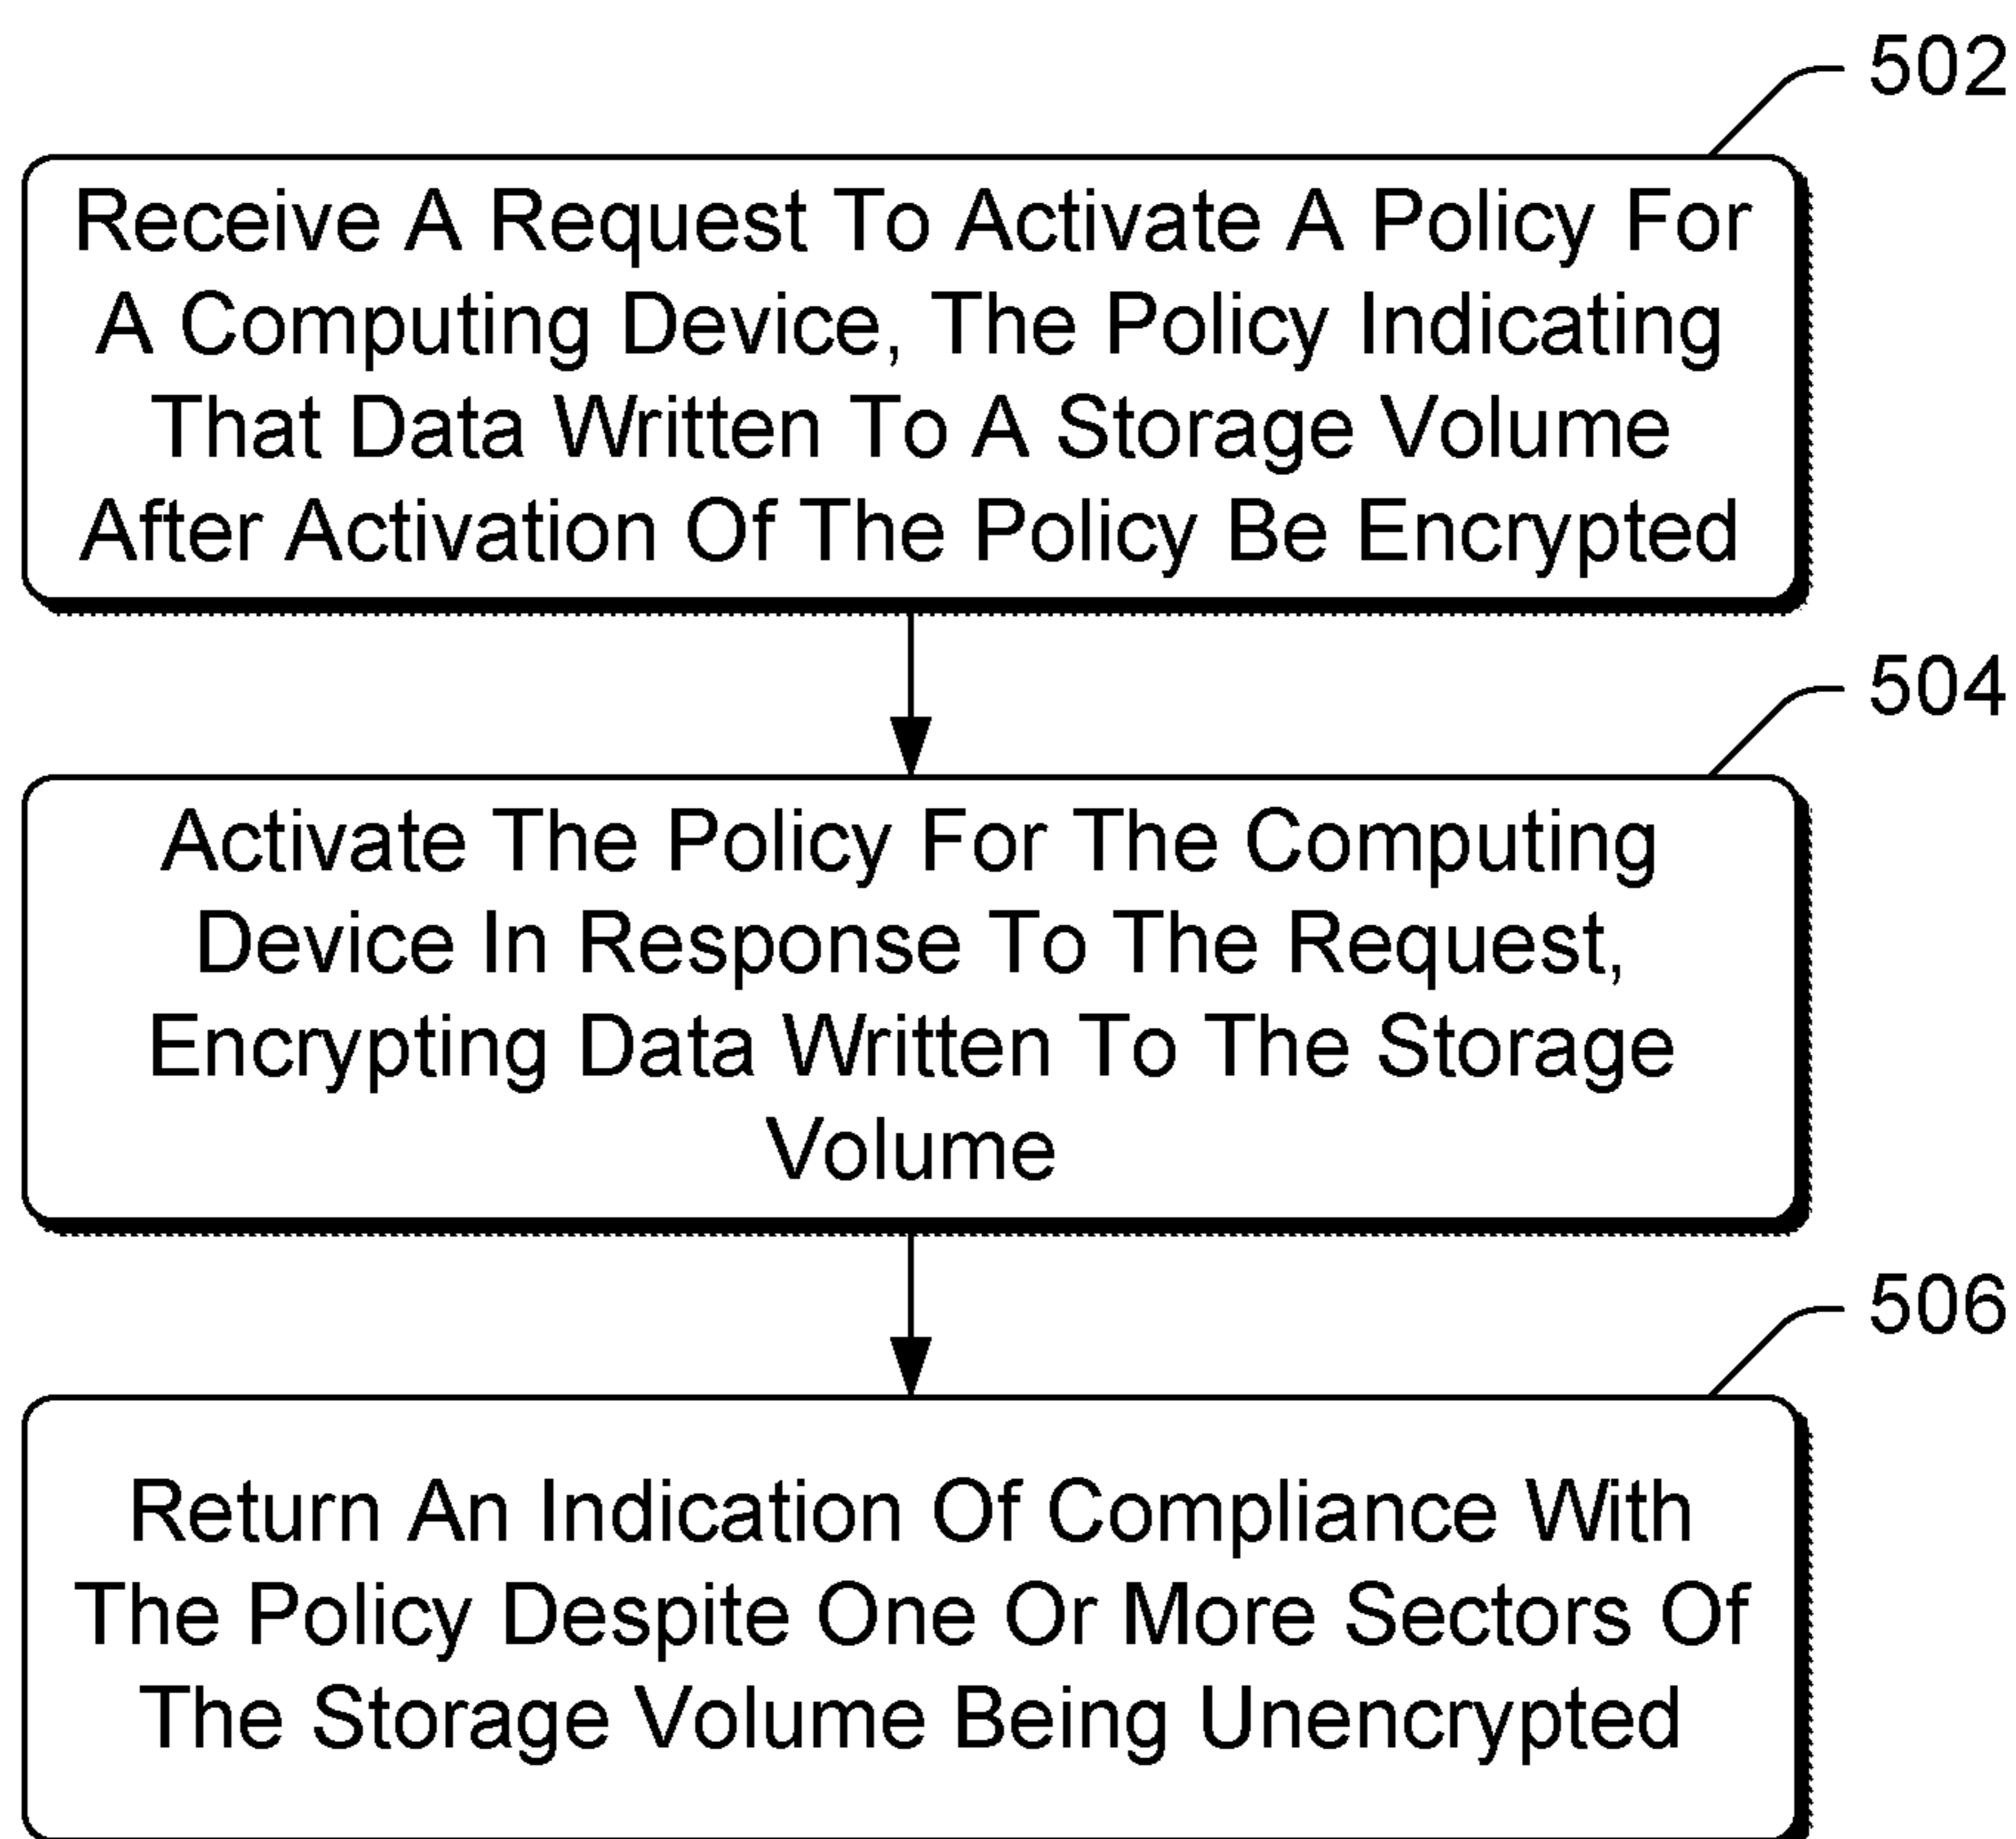 502
Receive A Request To Activate A Policy For
A Computing Device, The Policy Indicating
That Data Written To A Storage Volume
After Activation Of The Policy Be Encrypted
504
Activate The Policy For The Computing
Device In Response To The Request,
Encrypting Data Written To The Storage
Volume
506
Return An Indication Of Compliance With
The Policy Despite One Or More Sectors Of
The Storage Volume Being Unencrypted